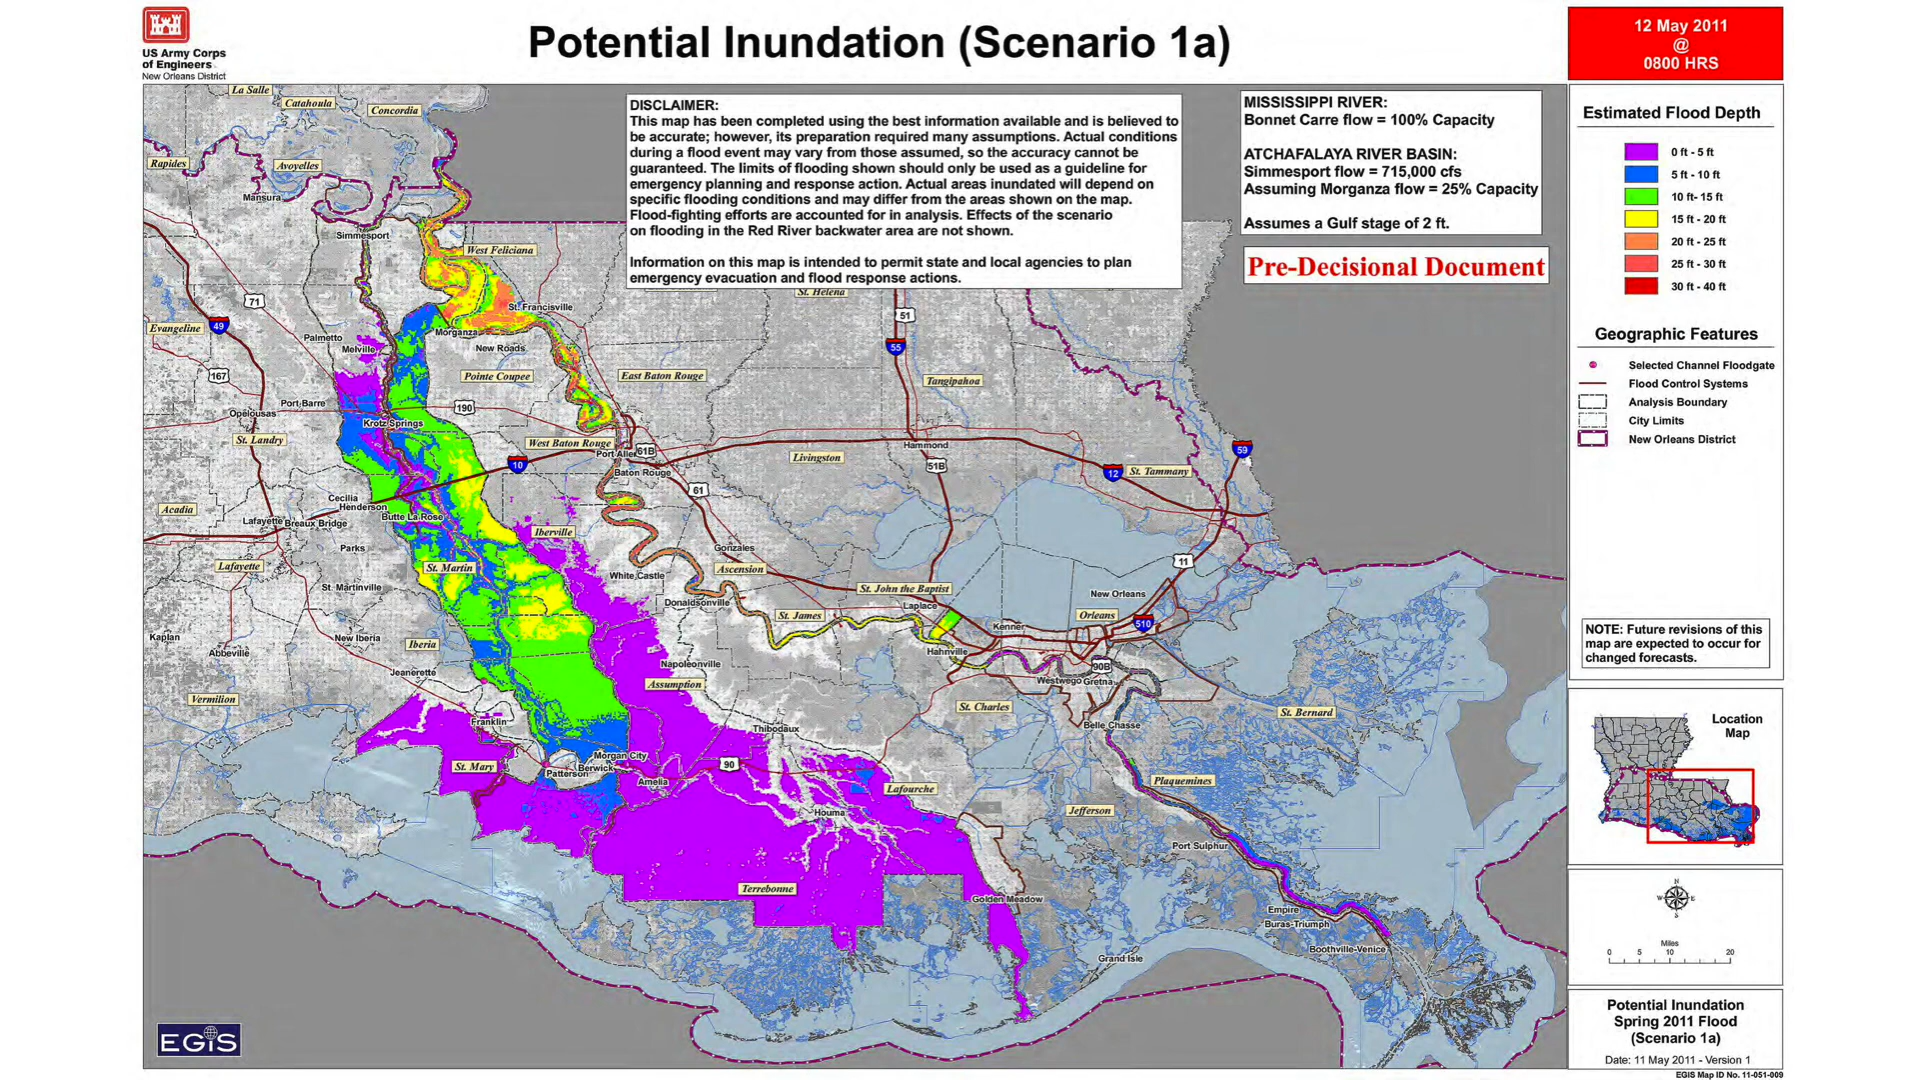 US Army Corps
of Engineers
New Orleans District
Potential Inundation (Scenario 1a)
12 May 2011
@
0800 HRS
DISCLAIMER:
This map has been completed using the best information available and is believed to
be accurate; however, its preparation required many assumptions. Actual conditions
during a flood event may vary from those assumed, so the accuracy cannot be
guaranteed. The limits of flooding shown should only be used as a guideline for
emergency planning and response action. Actual areas inundated will depend on
specific flooding conditions and may differ from the areas shown on the map.
Flood-fighting efforts are accounted for in analysis. Effects of the scenario
on flooding in the Red River backwater area are not shown.
Information on this map is intended to permit state and local agencies to plan
emergency evacuation and flood response actions.
MISSISSIPPI RIVER:
Bonnet Carre flow = 100% Capacity
ATCHAFALAYA RIVER BASIN:
Simmesport flow = 715,000 cfs
Assuming Morganza flow = 25% Capacity
Assumes a Gulf stage of 2 ft.
Pre-Decisional Document
La Salle
Catahoula
Concordia
Rapides
Avoyelles
Mansura
Simmesport
West Feliciana
St. Helena
71
51
St. Francisville
Evangeline
49
Morganza
Palmetto
55
Melville
New Roads
167
Pointe Coupee
East Baton Rouge
Tangipahoa
Port Barre
190
Opelousas
Krotz Springs
St. Landry
West Baton Rouge
Hammond
59
Port Allen
61B
Livingston
10
51B
12
St. Tammany
Baton Rouge
61
Cecilia
Henderson
Acadia
Butte La Rose
Lafayette
Breaux Bridge
Iberville
Parks
Gonzales
11
Lafayette
St. Martin
Ascension
White Castle
St. Martinville
St. John the Baptist
New Orleans
Donaldsonville
Laplace
St. James
Orleans
510
Kenner
Kaplan
New Iberia
Iberia
Abbeville
Hahnville
Napoleonville
90B
Jeanerette
Westwego
Gretna
Assumption
Vermilion
St. Charles
St. Bernard
Franklin
Thibodaux
Belle Chasse
Morgan City
St. Mary
Berwick
90
Patterson
Amelia
Plaquemines
Lafourche
Houma
Jefferson
Port Sulphur
Terrebonne
Golden Meadow
Empire
Buras-Triumph
Boothville-Venice
Grand Isle
EGIS
Estimated Flood Depth
0 ft - 5 ft
5 ft - 10 ft
10 ft- 15 ft
15 ft - 20 ft
20 ft - 25 ft
25 ft - 30 ft
30 ft - 40 ft
Geographic Features
Selected Channel Floodgate
Flood Control Systems
Analysis Boundary
City Limits
New Orleans District
NOTE: Future revisions of this
map are expected to occur for
changed forecasts.
Location
Map
N
W
E
S
Miles
0 5 10 20
Potential Inundation
Spring 2011 Flood
(Scenario 1a)
Date: 11 May 2011 - Version 1
EGIS Map ID No. 11-051-009